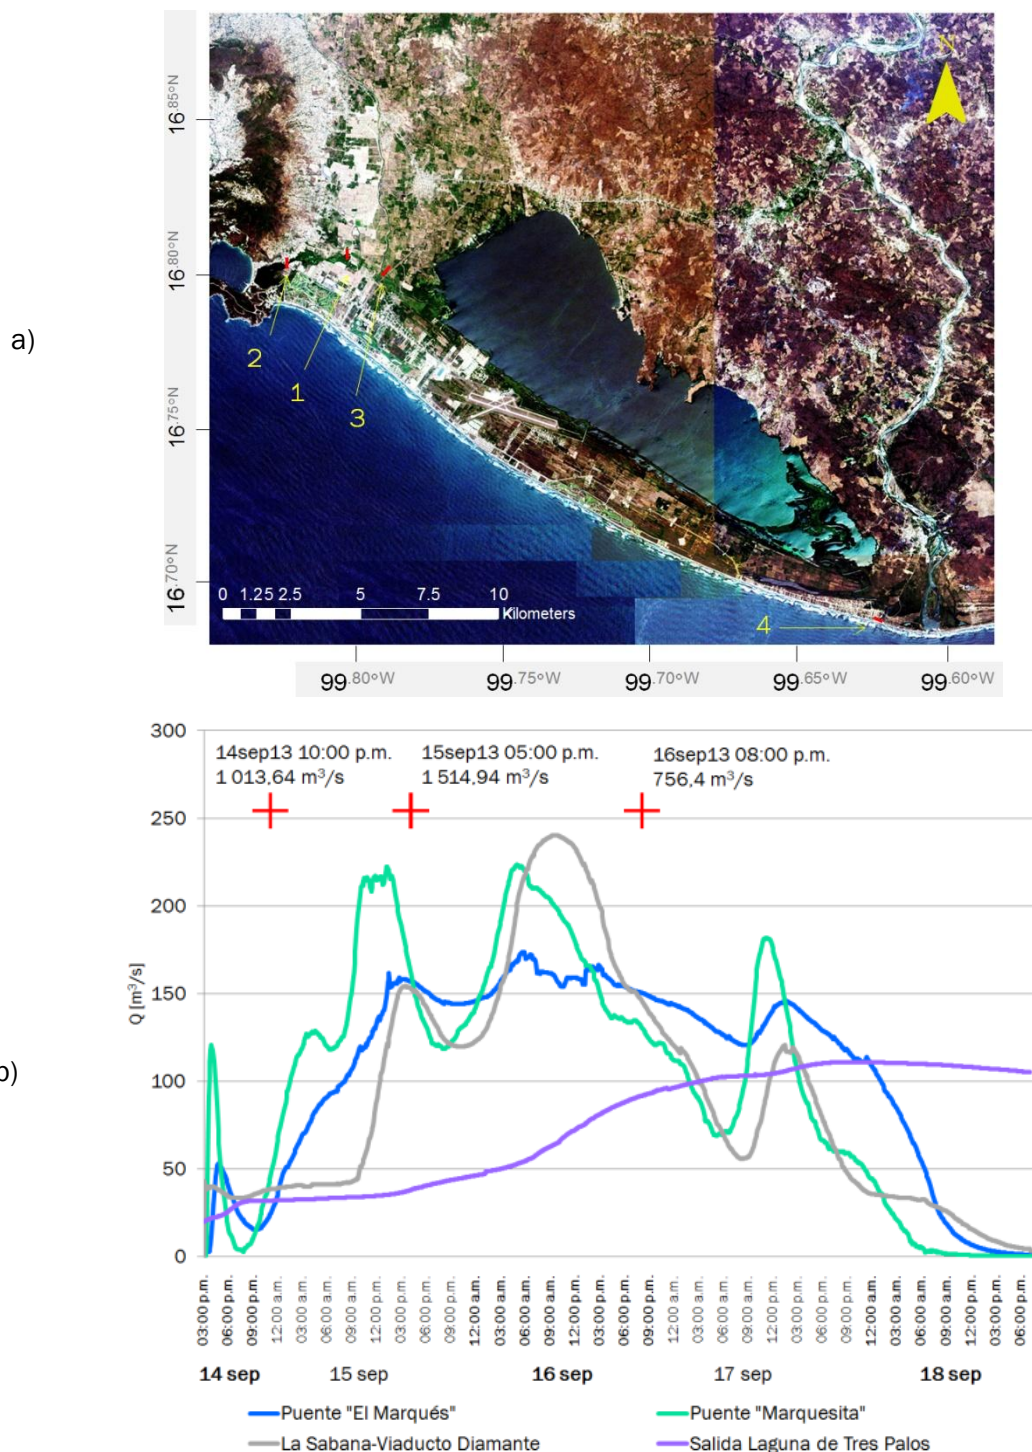 a)
N
16.85°N
16.80°N
16.75°N
16.70°N
2
1
3
4
0 1.25 2.5 5 7.5 10
Kilometers
99.80°W 99.75°W 99.70°W 99.65°W 99.60°W
b)
300
250
200
150
100
50
0
Q [m³/s]
14sep13 10:00 p.m.
1 013,64 m³/s
15sep13 05:00 p.m.
1 514,94 m³/s
16sep13 08:00 p.m.
756,4 m³/s
03:00 p.m. 06:00 p.m. 09:00 p.m. 12:00 a.m. 03:00 a.m. 06:00 a.m. 09:00 a.m. 12:00 p.m. 03:00 p.m. 06:00 p.m. 09:00 p.m. 12:00 a.m. 03:00 a.m. 06:00 a.m. 09:00 a.m. 12:00 p.m. 03:00 p.m. 06:00 p.m. 09:00 p.m. 12:00 a.m. 03:00 a.m. 06:00 a.m. 09:00 a.m. 12:00 p.m. 03:00 p.m. 06:00 p.m. 09:00 p.m. 12:00 a.m. 03:00 a.m. 06:00 a.m. 09:00 a.m. 12:00 p.m. 03:00 p.m. 06:00 p.m.
14 sep 15 sep 16 sep 17 sep 18 sep
Puente "El Marqués" Puente "Marquesita"
La Sabana-Viaducto Diamante Salida Laguna de Tres Palos